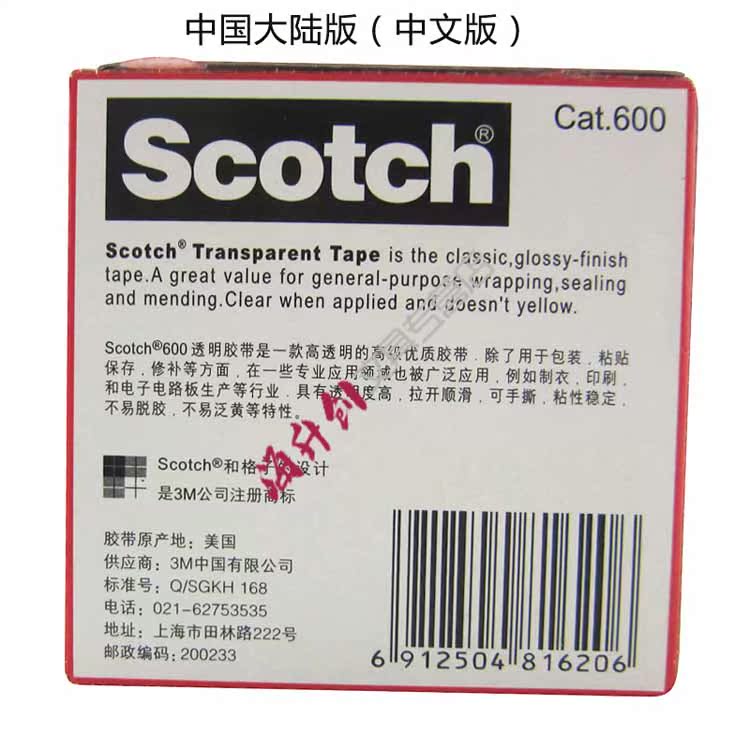 中国大陆版（中文版）
Scotch®
Cat.600
Scotch® Transparent Tape is the classic,glossy-finish
tape.A great value for general-purpose wrapping,sealing
and mending.Clear when applied and doesn't yellow.
Scotch®600透明胶带是一款高透明的高级优质胶带．除了用于包装，粘贴
保存，修补等方面，在一些专业应用领域也被广泛应用，例如制衣，印刷，
和电子电路板生产等行业．具有透明度高，拉开顺滑，可手撕，粘性稳定，
不易脱胶，不易泛黄等特性．
海升创
Scotch®和格子的设计
是3M公司注册商标
胶带原产地：美国
供应商：3M中国有限公司
标准号：Q/SGKH 168
电话：021-62753535
地址：上海市田林路222号
邮政编码：200233
6 912504 816206